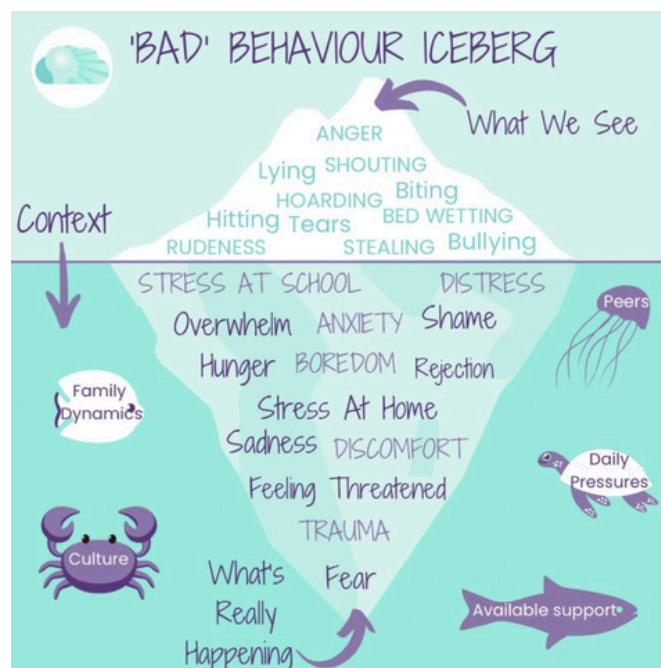 'BAD' BEHAVIOUR ICEBERG
What We See
ANGER
Lying SHOUTING
HOARDING Biting
Hitting Tears BED WETTING
RUDENESS STEALING Bullying
Context
STRESS AT SCHOOL DISTRESS
Overwhelm ANXIETY Shame
Hunger BOREDOM Rejection
Stress At Home
Sadness DISCOMFORT
Feeling Threatened
TRAUMA
Fear
What's
Really
Happening
Peers
Family
Dynamics
Daily
Pressures
Culture
Available support